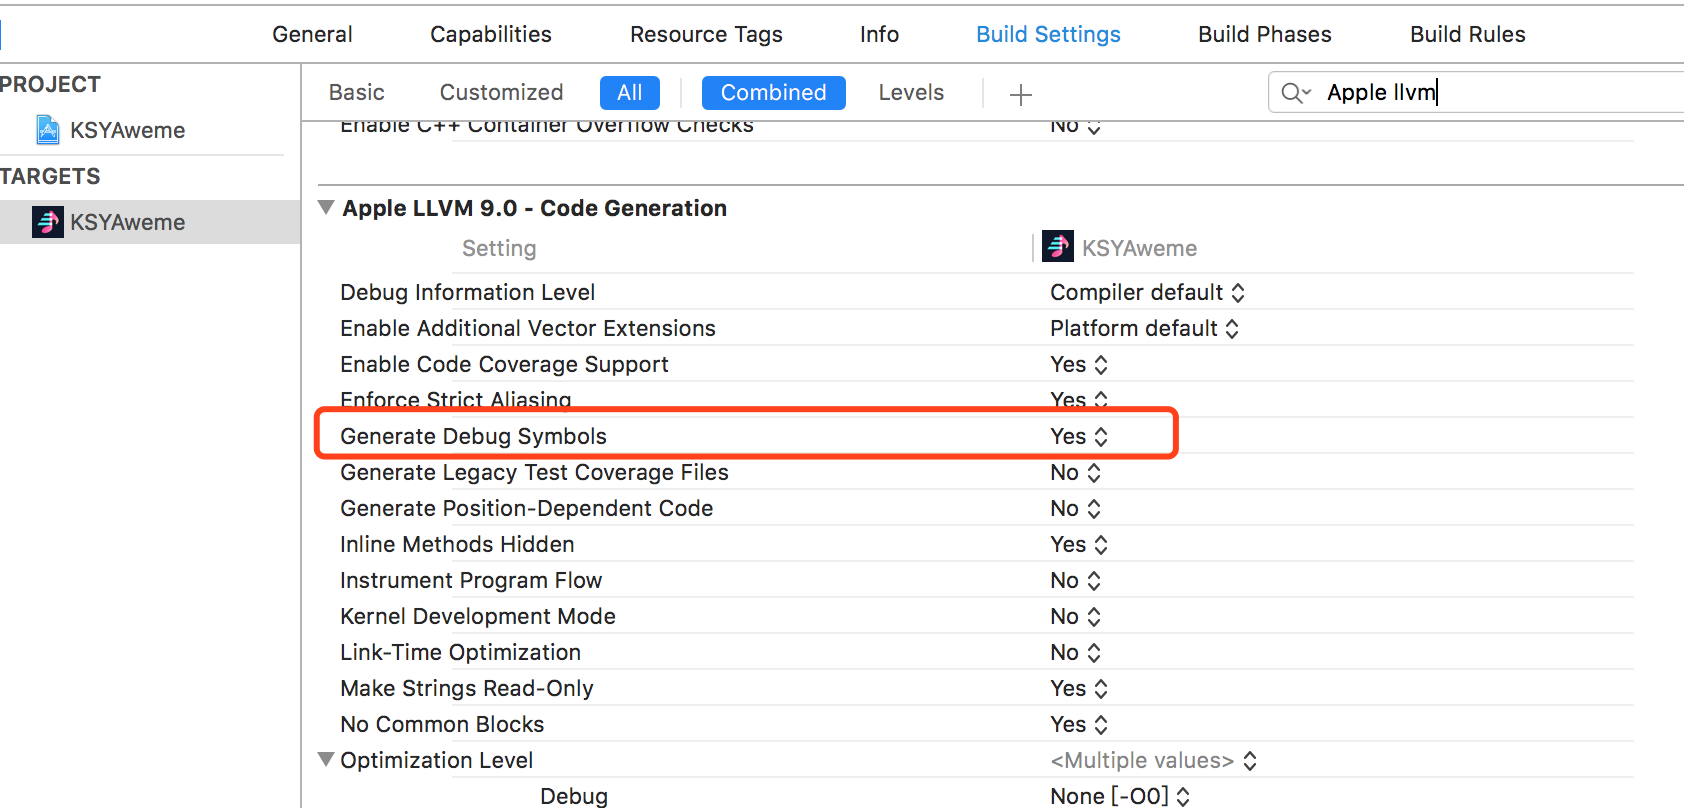 General Capabilities Resource Tags Info Build Settings Build Phases Build Rules
PROJECT
Basic Customized All Combined Levels Apple llvm
KSYAweme
TARGETS
KSYAweme
Enable C++ Container Overflow Checks No
Apple LLVM 9.0 - Code Generation
Setting KSYAweme
Debug Information Level Compiler default
Enable Additional Vector Extensions Platform default
Enable Code Coverage Support Yes
Enforce Strict Aliasing Yes
Generate Debug Symbols Yes
Generate Legacy Test Coverage Files No
Generate Position-Dependent Code No
Inline Methods Hidden Yes
Instrument Program Flow No
Kernel Development Mode No
Link-Time Optimization No
Make Strings Read-Only Yes
No Common Blocks Yes
Optimization Level <Multiple values>
Debug None [-O0]